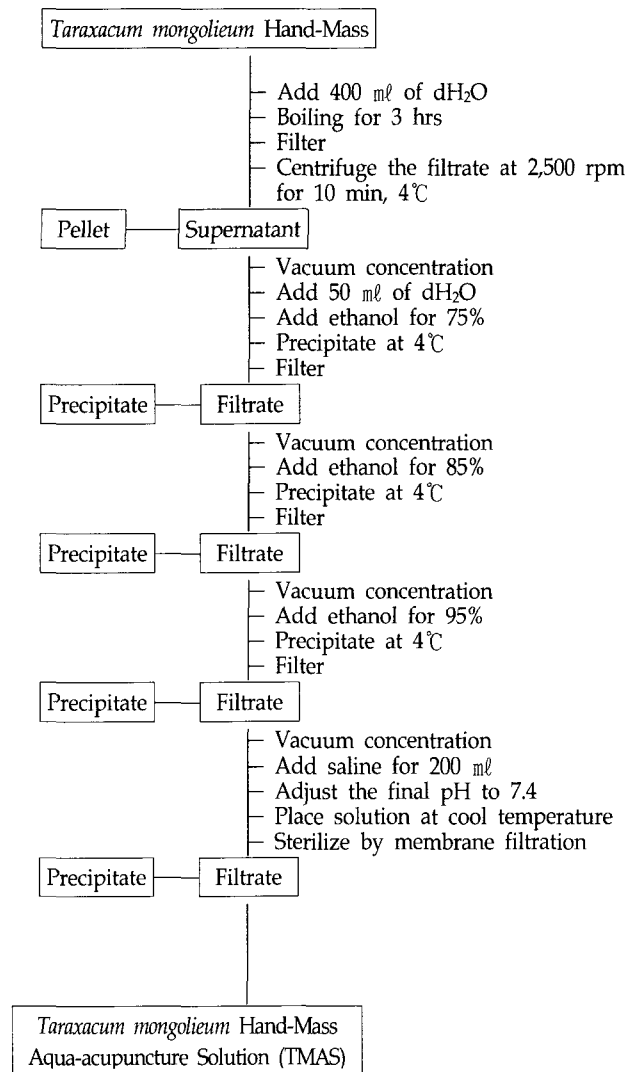 Taraxacum mongolieum Hand-Mass
Add 400 ㎖ of dH₂O
Boiling for 3 hrs
Filter
Centrifuge the filtrate at 2,500 rpm
for 10 min, 4℃
Pellet Supernatant
Vacuum concentration
Add 50 ㎖ of dH₂O
Add ethanol for 75%
Precipitate at 4℃
Filter
Precipitate Filtrate
Vacuum concentration
Add ethanol for 85%
Precipitate at 4℃
Filter
Precipitate Filtrate
Vacuum concentration
Add ethanol for 95%
Precipitate at 4℃
Filter
Precipitate Filtrate
Vacuum concentration
Add saline for 200 ㎖
Adjust the final pH to 7.4
Place solution at cool temperature
Sterilize by membrane filtration
Precipitate Filtrate
Taraxacum mongolieum Hand-Mass
Aqua-acupuncture Solution (TMAS)